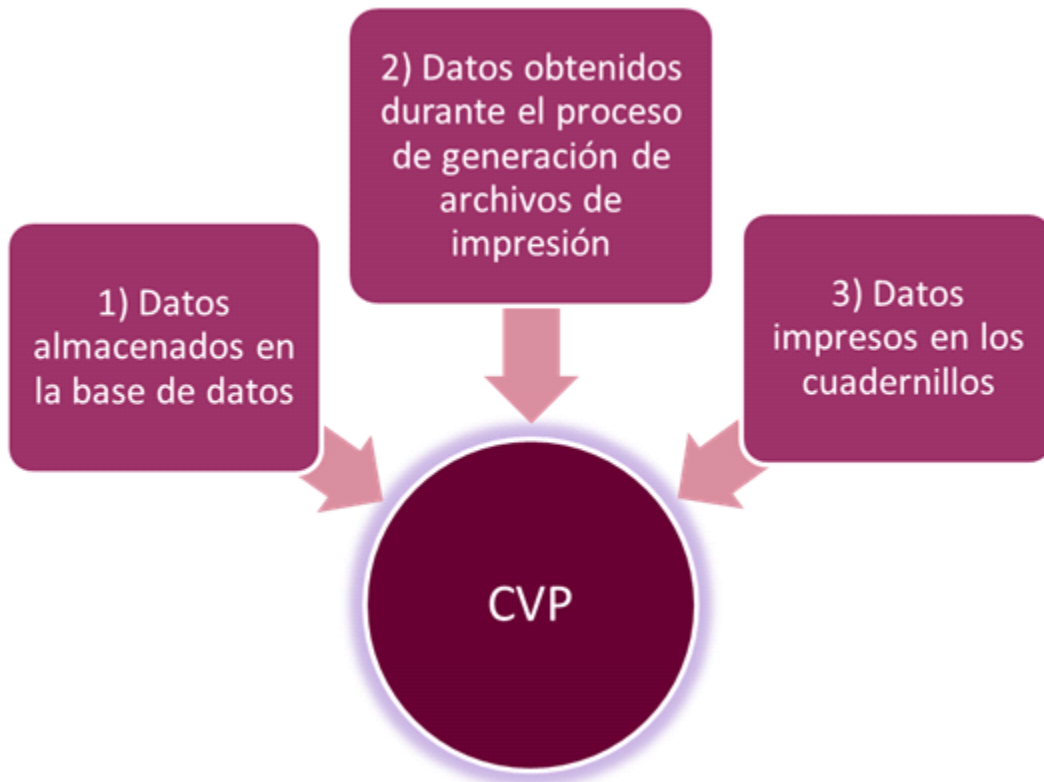 1) Datos
almacenados en
la base de datos
2) Datos obtenidos
durante el proceso
de generación de
archivos de
impresión
3) Datos
impresos en los
cuadernillos
CVP